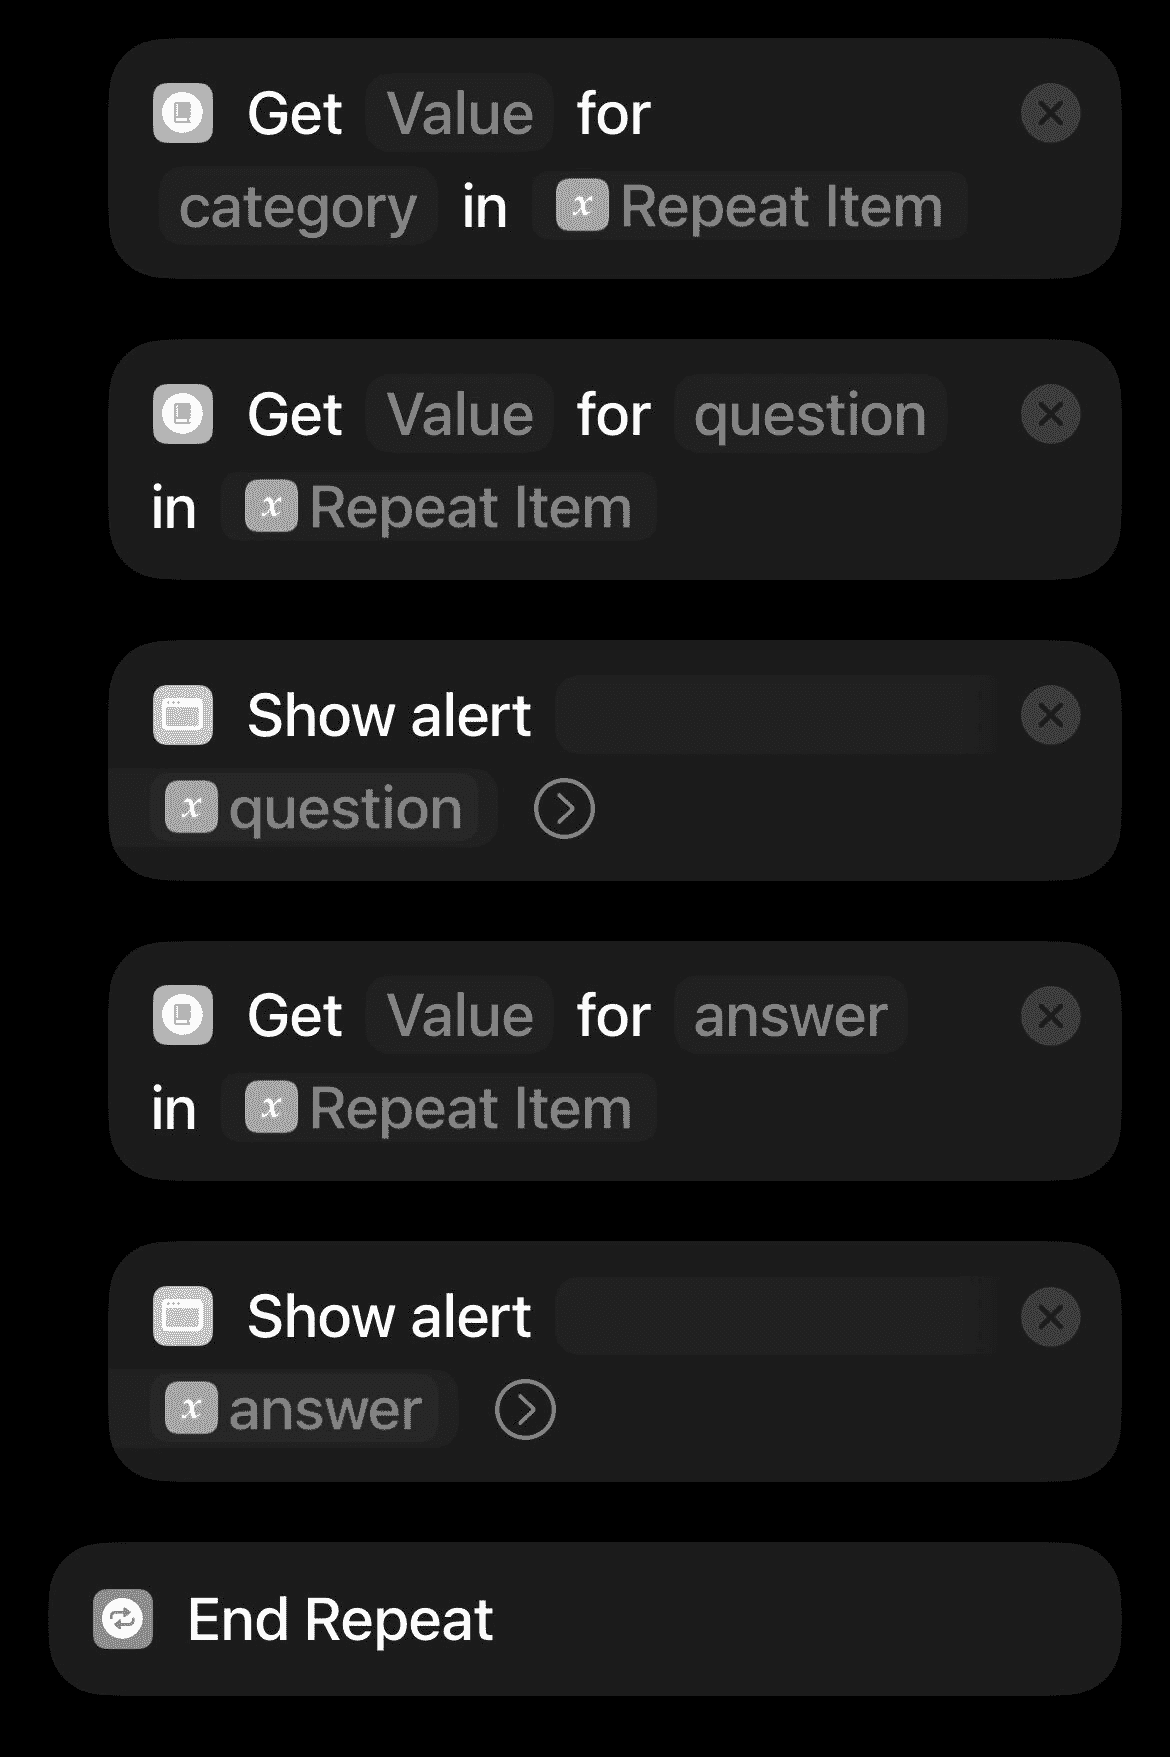 Get Value for
category in x Repeat Item
Get Value for question
in x Repeat Item
Show alert
x question
Get Value for answer
in x Repeat Item
Show alert
x answer
End Repeat